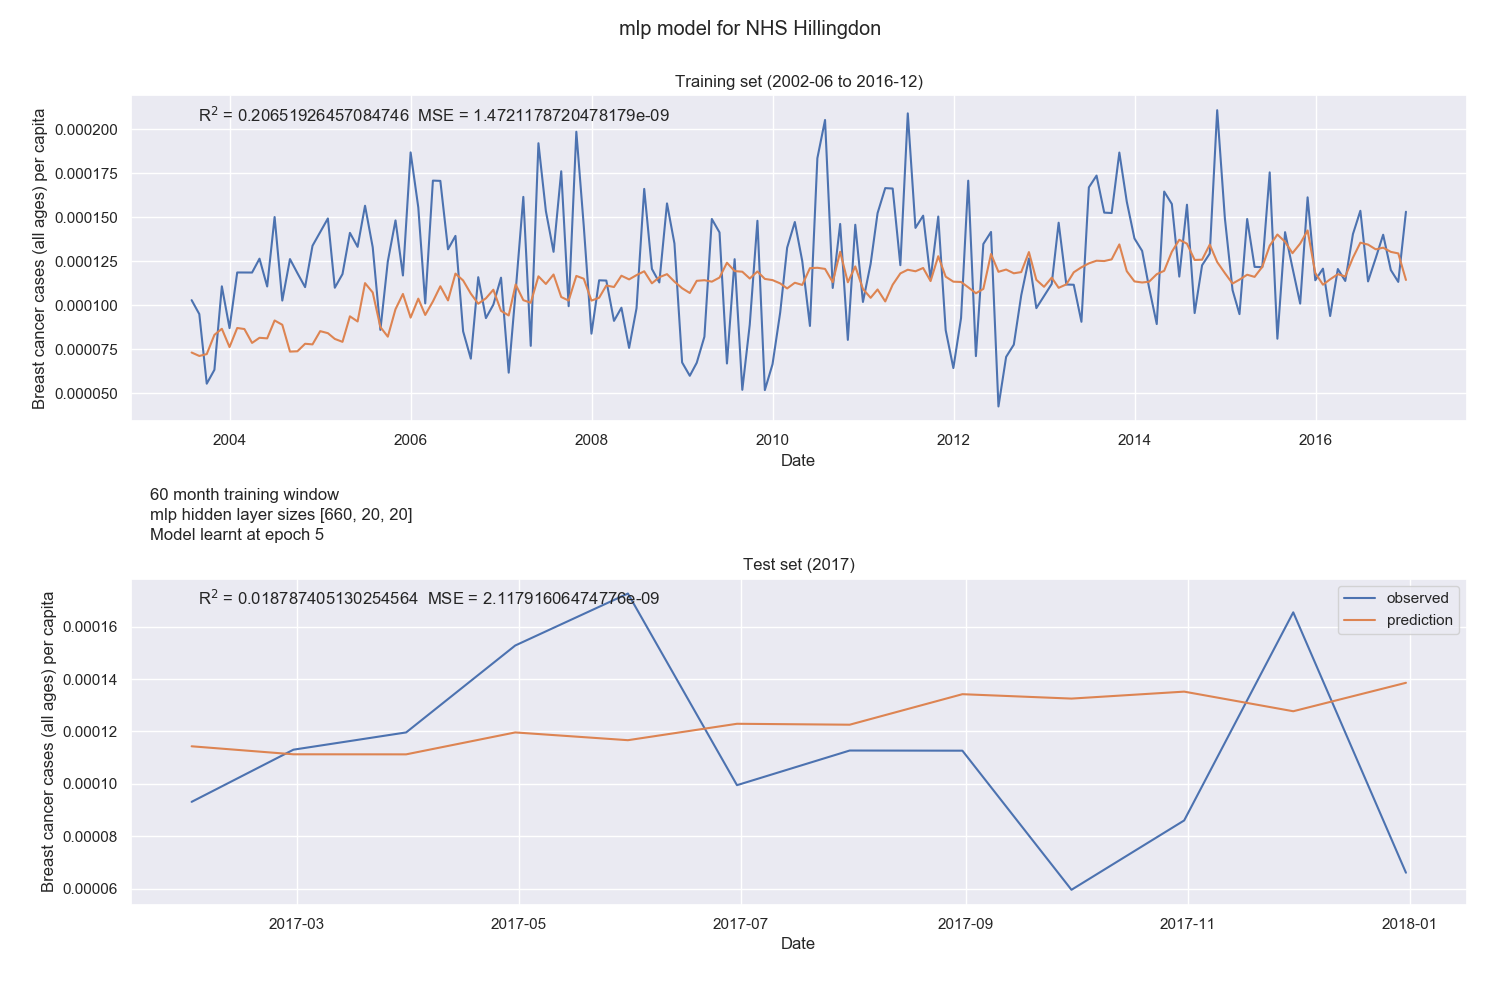 mlp model for NHS Hillingdon
Training set (2002-06 to 2016-12)
R² = 0.20651926457084746 MSE = 1.4721178720478179e-09
Breast cancer cases (all ages) per capita
0.000200
0.000175
0.000150
0.000125
0.000100
0.000075
0.000050
2004 2006 2008 2010 2012 2014 2016
Date
60 month training window
mlp hidden layer sizes [660, 20, 20]
Model learnt at epoch 5
Test set (2017)
R² = 0.018787405130254564 MSE = 2.11791606474776e-09
observed
prediction
Breast cancer cases (all ages) per capita
0.00016
0.00014
0.00012
0.00010
0.00008
0.00006
2017-03 2017-05 2017-07 2017-09 2017-11 2018-01
Date